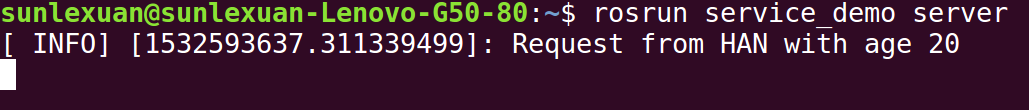 sunlexuan@sunlexuan-Lenovo-G50-80:~$ rosrun service_demo server
[ INFO] [1532593637.311339499]: Request from HAN with age 20